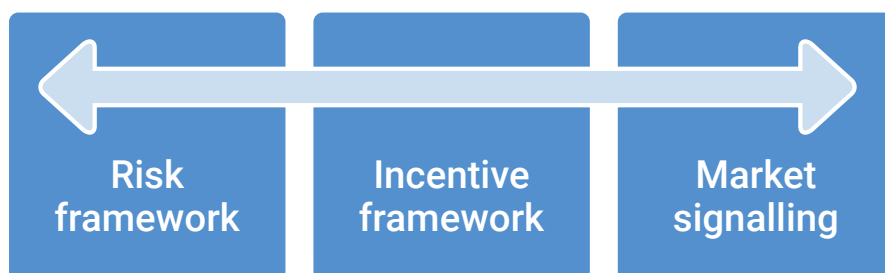 Risk
framework
Incentive
framework
Market
signalling